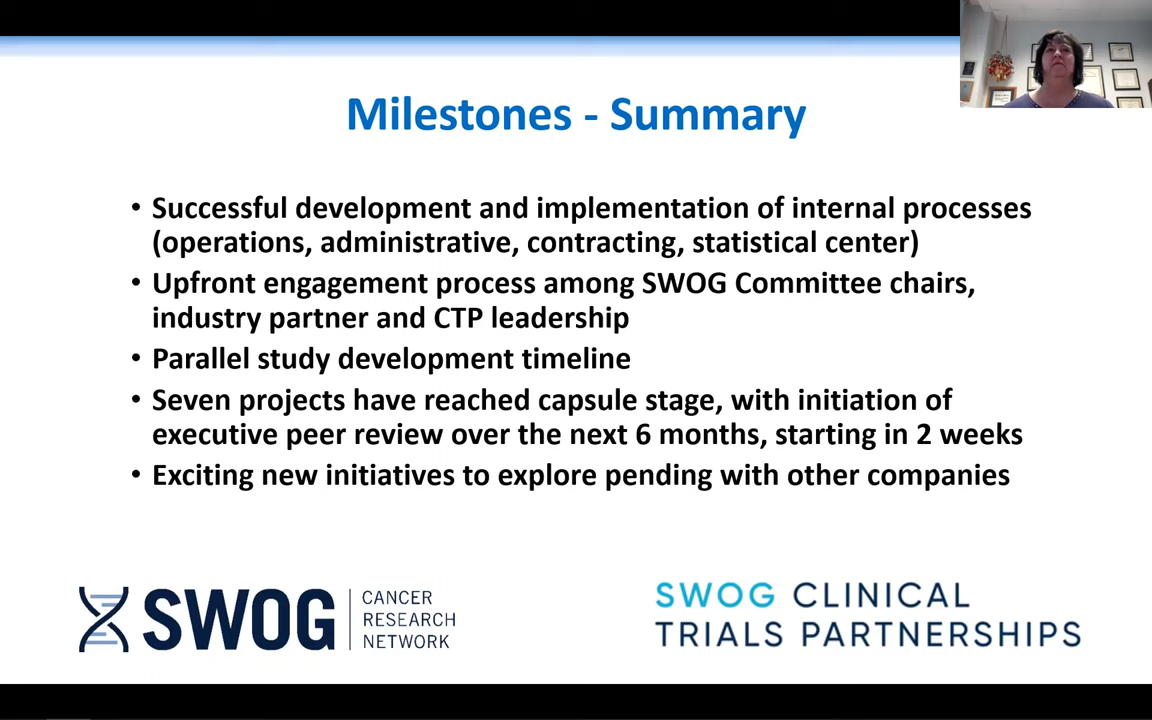 Milestones - Summary
• Successful development and implementation of internal processes
(operations, administrative, contracting, statistical center)
• Upfront engagement process among SWOG Committee chairs,
industry partner and CTP leadership
• Parallel study development timeline
• Seven projects have reached capsule stage, with initiation of
executive peer review over the next 6 months, starting in 2 weeks
• Exciting new initiatives to explore pending with other companies
SWOG
CANCER
RESEARCH
NETWORK
SWOG CLINICAL
TRIALS PARTNERSHIPS